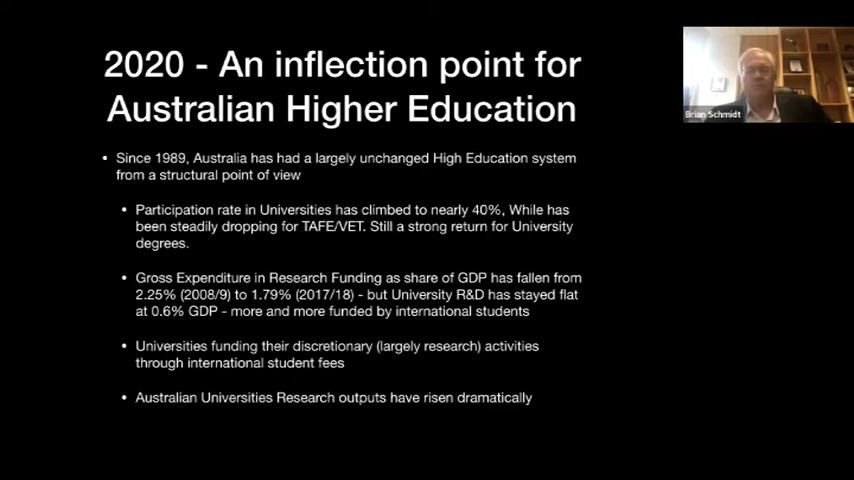 2020 - An inflection point for
Australian Higher Education
Brian Schmidt
• Since 1989, Australia has had a largely unchanged High Education system
from a structural point of view
• Participation rate in Universities has climbed to nearly 40%, While has
been steadily dropping for TAFE/VET. Still a strong return for University
degrees.
• Gross Expenditure in Research Funding as share of GDP has fallen from
2.25% (2008/9) to 1.79% (2017/18) - but University R&D has stayed flat
at 0.6% GDP - more and more funded by international students
• Universities funding their discretionary (largely research) activities
through international student fees
• Australian Universities Research outputs have risen dramatically